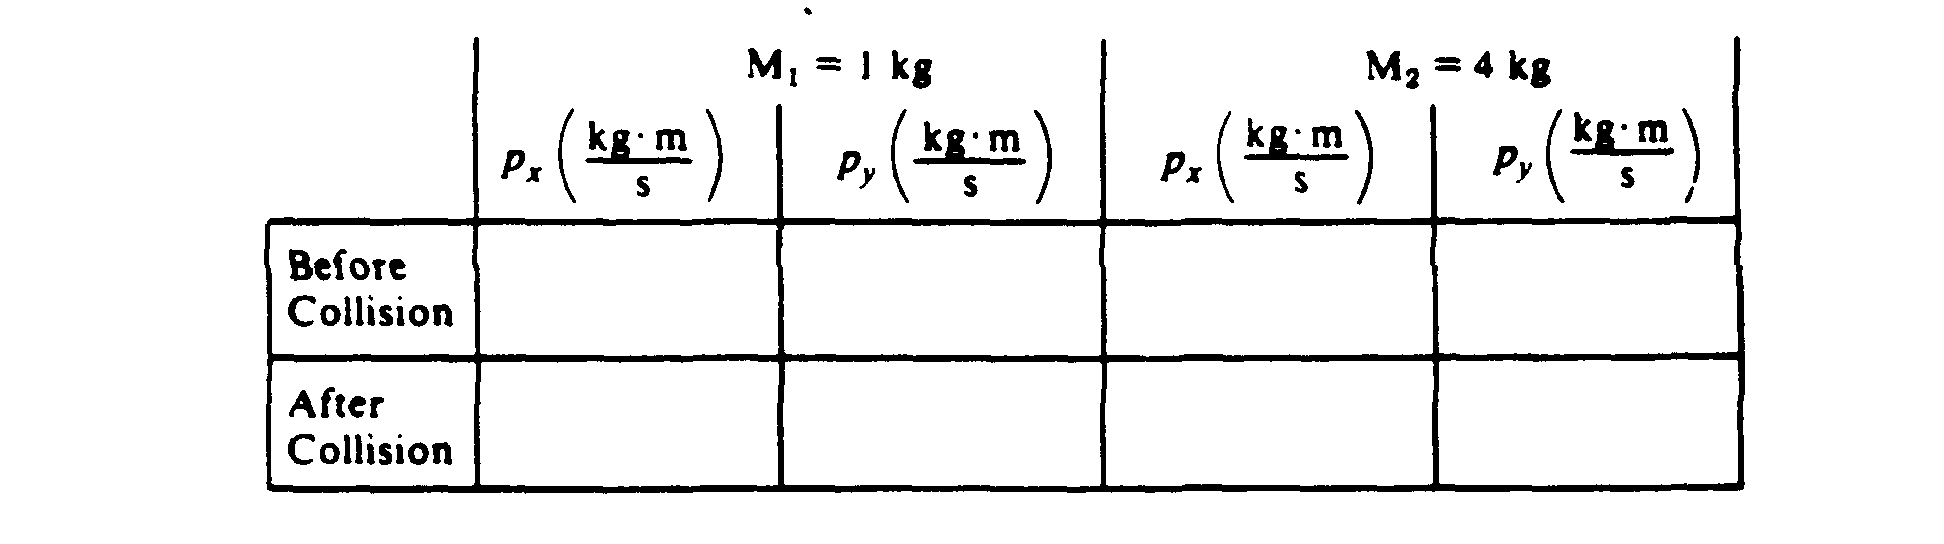 M₁ = 1 kg M₂ = 4 kg
pₓ (kg·m/s) p_y (kg·m/s) pₓ (kg·m/s) p_y (kg·m/s)
Before
Collision
After
Collision